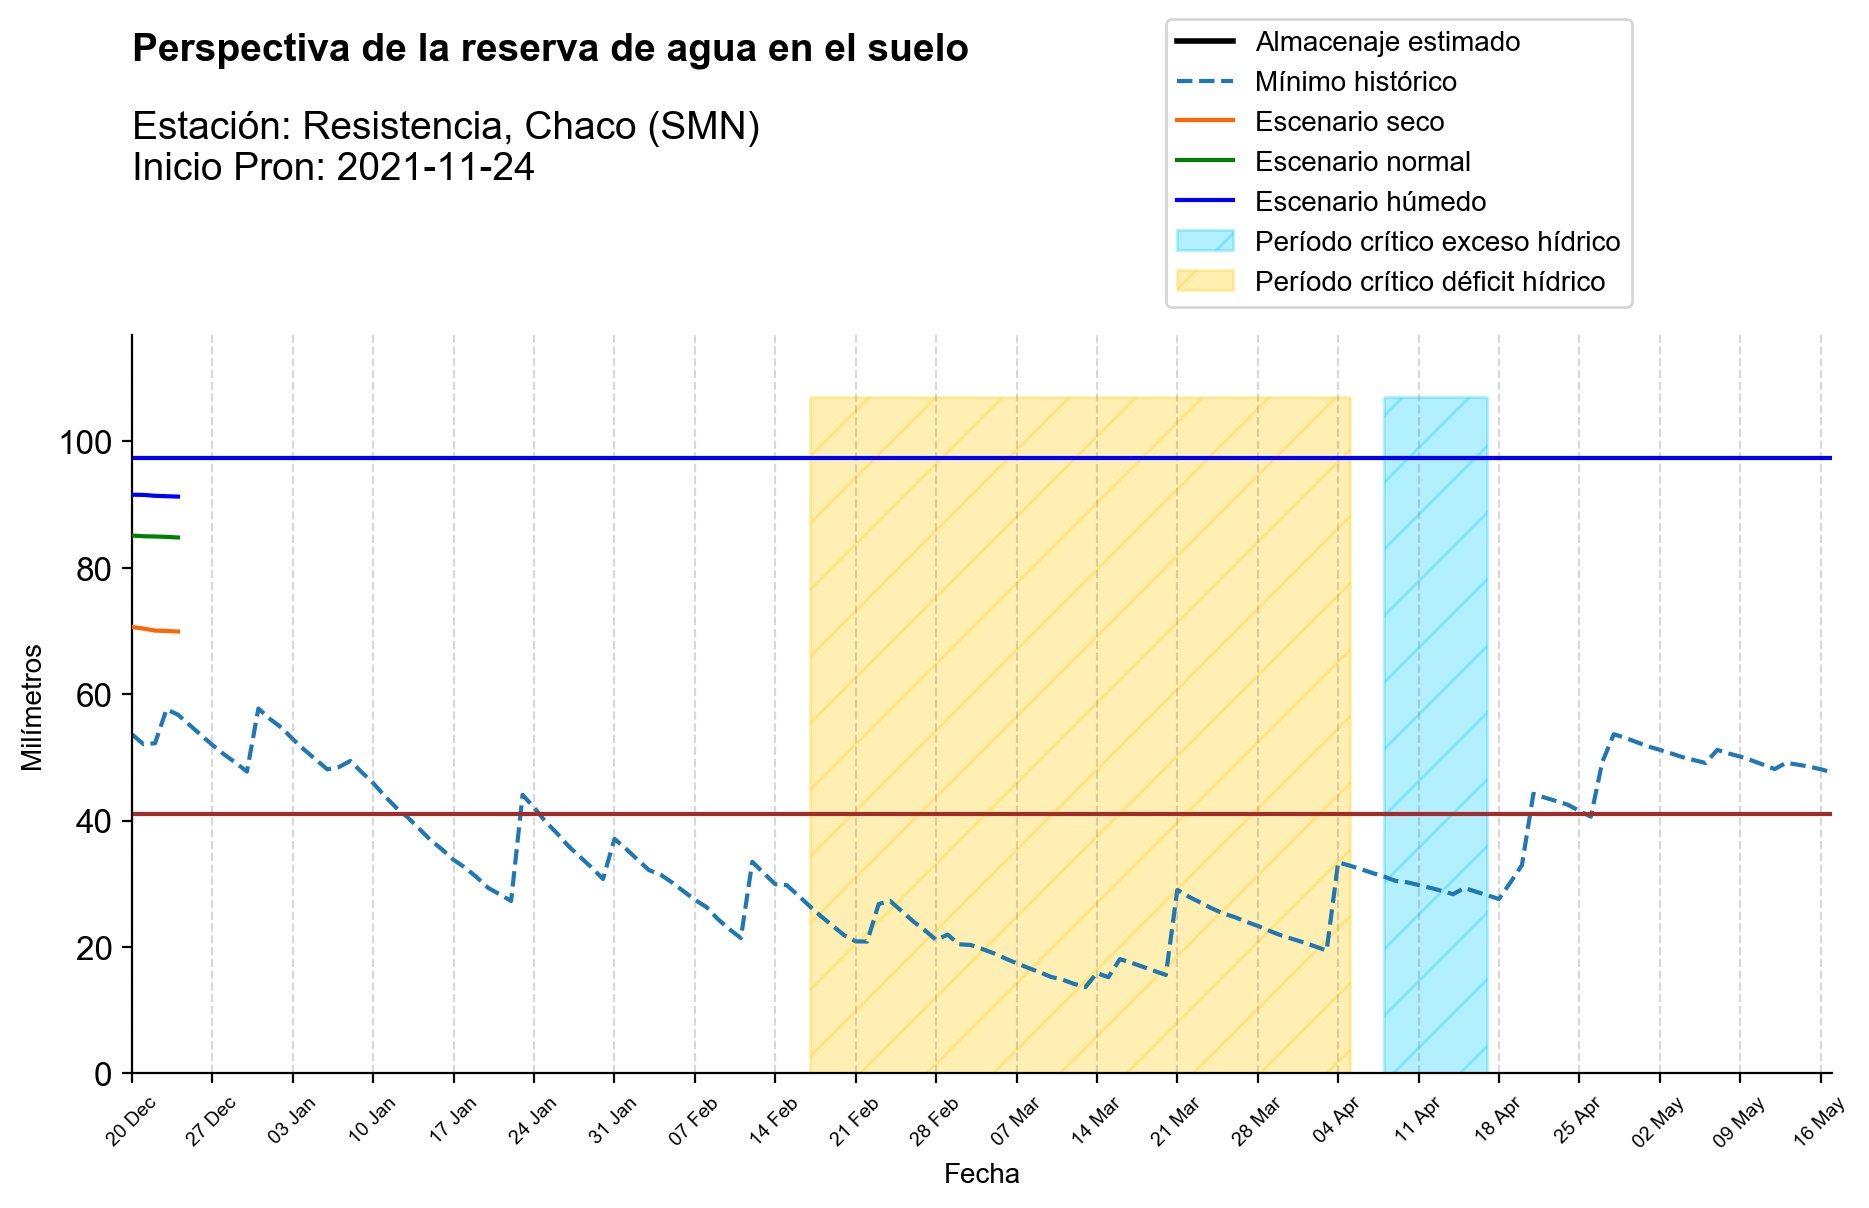 Perspectiva de la reserva de agua en el suelo
Estación: Resistencia, Chaco (SMN)
Inicio Pron: 2021-11-24
Almacenaje estimado
Mínimo histórico
Escenario seco
Escenario normal
Escenario húmedo
Período crítico exceso hídrico
Período crítico déficit hídrico
Milímetros
100
80
60
40
20
0
20 Dec
27 Dec
03 Jan
10 Jan
17 Jan
24 Jan
31 Jan
07 Feb
14 Feb
21 Feb
28 Feb
07 Mar
14 Mar
21 Mar
28 Mar
04 Apr
11 Apr
18 Apr
25 Apr
02 May
09 May
16 May
Fecha